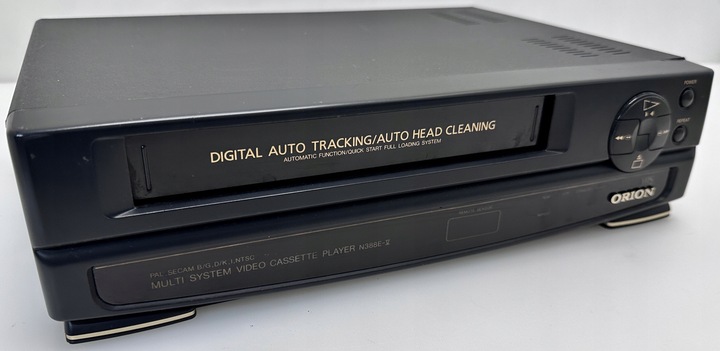 POWER
DIGITAL AUTO TRACKING/AUTO HEAD CLEANING
AUTOMATIC FUNCTION/QUICK START FULL LOADING SYSTEM
REPEAT
ORION
PAL SECAM B/G,D/K,I,NTSC
MULTI SYSTEM VIDEO CASSETTE PLAYER N388E-V